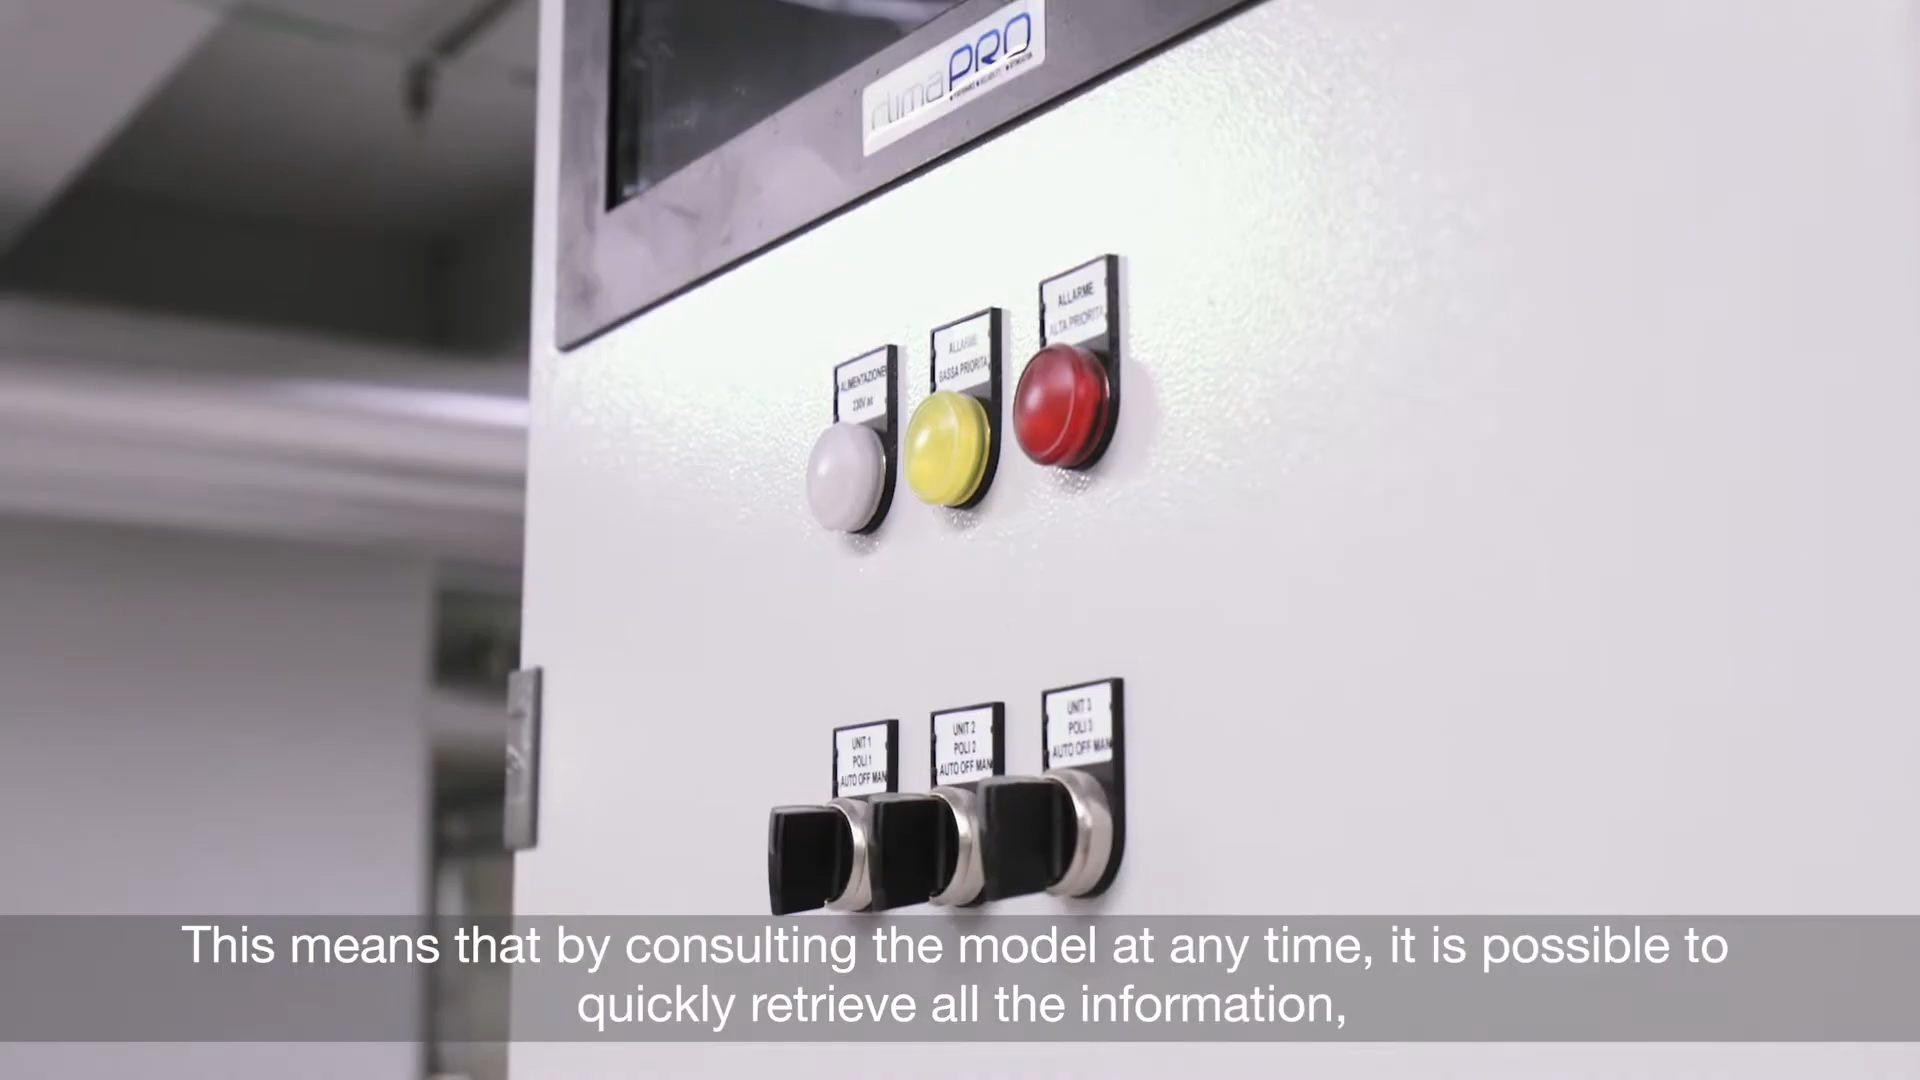 climaPRO
ALLARME
ALTA PRIORITA
ALLARME
BASSA PRIORITA
ALIMENTAZIONE
230V ac
UNIT 1
POLI 1
AUTO OFF MAN
UNIT 2
POLI 2
AUTO OFF MAN
UNIT 3
POLI 3
AUTO OFF MAN
This means that by consulting the model at any time, it is possible to
quickly retrieve all the information,